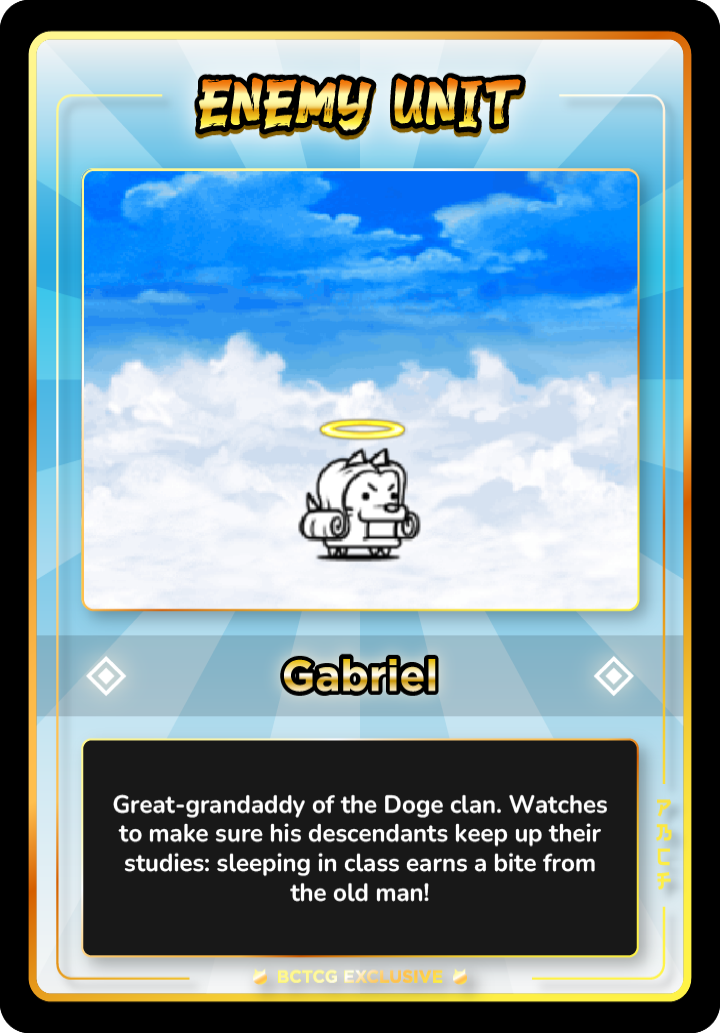 ENEMY UNIT
Gabriel
Great-grandaddy of the Doge clan. Watches
to make sure his descendants keep up their
studies: sleeping in class earns a bite from
the old man!
BCTCG EXCLUSIVE